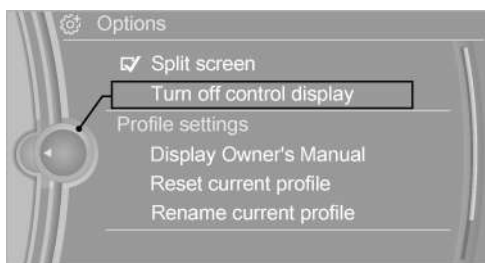 Options
Split screen
Turn off control display
Profile settings
Display Owner's Manual
Reset current profile
Rename current profile